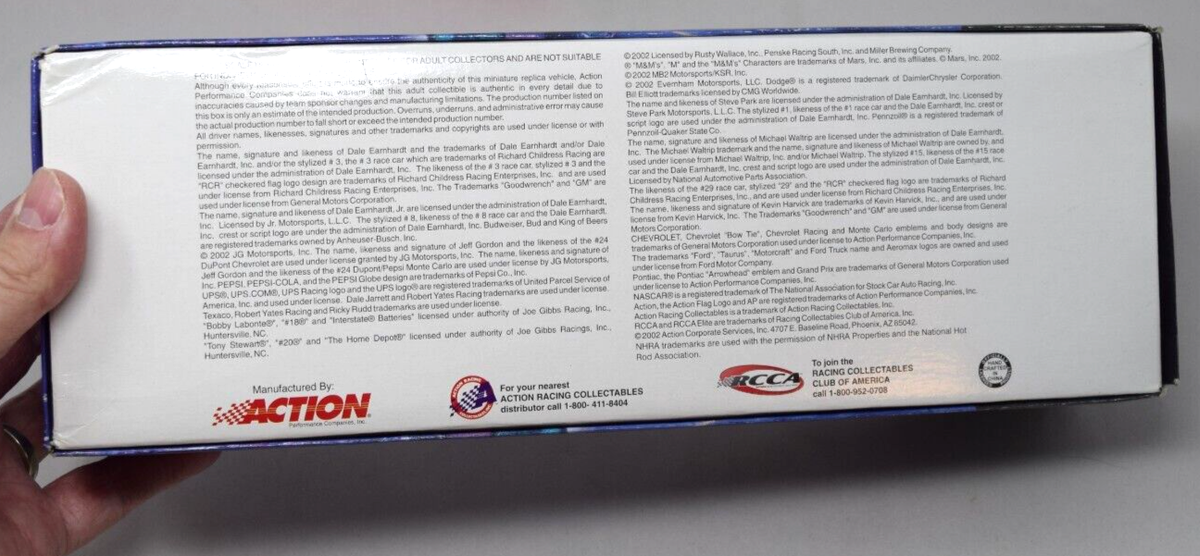 ADULT COLLECTORS AND ARE NOT SUITABLE
FOR
Although every the authenticity of this miniature replica vehicle, Action
Performance Companies that this adult collectible is authentic in every detail due to
inaccuracies caused by team sponsor changes and manufacturing limitations. The production number listed on
this box is only an estimate of the intended production. Overruns, underruns, and administrative error may cause
the actual production number to fall short or exceed the intended production number.
All driver names, likenesses, signatures and other trademarks and copyrights are used under license or with
permission.
The name, signature and likeness of Dale Earnhardt and the trademarks of Dale Earnhardt and/or Dale
Earnhardt, Inc. and/or the stylized # 3, the # 3 race car which are trademarks of Richard Childress Racing are
licensed under the administration of Dale Earnhardt, Inc. The likeness of the # 3 race car, stylized # 3 and the
"RCR" checkered flag logo design are trademarks of Richard Childress Racing Enterprises, Inc. and are used
under license from Richard Childress Racing Enterprises, Inc. The Trademarks "Goodwrench" and "GM" are
used under license from General Motors Corporation.
The name, signature and likeness of Dale Earnhardt, Jr. are licensed under the administration of Dale Earnhardt,
Inc. Licensed by Jr. Motorsports, L.L.C. The stylized # 8, likeness of the # 8 race car and the Dale Earnhardt,
Inc. crest or script logo are under the administration of Dale Earnhardt, Inc. Budweiser, Bud and King of Beers
are registered trademarks owned by Anheuser-Busch, Inc.
© 2002 JG Motorsports, Inc. The name, likeness and signature of Jeff Gordon and the likeness of the #24
DuPont Chevrolet are used under license granted by JG Motorsports, Inc. The name, likeness and signature of
Jeff Gordon and the likeness of the #24 Dupont/Pepsi Monte Carlo are used under license by JG Motorsports,
Inc. PEPSI, PEPSI-COLA, and the PEPSI Globe design are trademarks of Pepsi Co., Inc.
UPS®, UPS.COM®, UPS Racing logo and the UPS logo® are registered trademarks of United Parcel Service of
America, Inc. and used under license. Dale Jarrett and Robert Yates Racing trademarks are used under license.
Texaco, Robert Yates Racing and Ricky Rudd trademarks are used under license.
"Bobby Labonte®", "#18®" and "Interstate® Batteries" licensed under authority of Joe Gibbs Racing, Inc.,
Huntersville, NC.
"Tony Stewart®", "#20®" and "The Home Depot®" licensed under authority of Joe Gibbs Racings, Inc.,
Huntersville, NC.
© 2002 Licensed by Rusty Wallace, Inc., Penske Racing South, Inc. and Miller Brewing Company.
® "M&M's", "M" and the "M&M's" Characters are trademarks of Mars, Inc. and its affiliates. © Mars, Inc. 2002.
© 2002 MB2 Motorsports/KSR, Inc.
© 2002 Evernham Motorsports, LLC. Dodge® is a registered trademark of DaimlerChrysler Corporation.
Bill Elliott trademarks licensed by CMG Worldwide.
The name and likeness of Steve Park are licensed under the administration of Dale Earnhardt, Inc. Licensed by
Steve Park Motorsports, L.L.C. The stylized #1, likeness of the #1 race car and the Dale Earnhardt, Inc. crest or
script logo are used under the administration of Dale Earnhardt, Inc. Pennzoil® is a registered trademark of
Pennzoil-Quaker State Co.
The name, signature and likeness of Michael Waltrip are licensed under the administration of Dale Earnhardt,
Inc. The Michael Waltrip trademark and the name, signature and likeness of Michael Waltrip are owned by, and
used under license from Michael Waltrip, Inc. and/or Michael Waltrip. The stylized #15, likeness of the #15 race
car and the Dale Earnhardt, Inc. crest and script logo are used under the administration of Dale Earnhardt, Inc.
Licensed by National Automotive Parts Association.
The likeness of the #29 race car, stylized "29" and the "RCR" checkered flag logo are trademarks of Richard
Childress Racing Enterprises, Inc., and are used under license from Richard Childress Racing Enterprises, Inc.
The name, likeness and signature of Kevin Harvick are trademarks of Kevin Harvick, Inc., and are used under
license from Kevin Harvick, Inc. The Trademarks "Goodwrench" and "GM" are used under license from General
Motors Corporation.
CHEVROLET, Chevrolet "Bow Tie", Chevrolet Racing and Monte Carlo emblems and body designs are
trademarks of General Motors Corporation used under license to Action Performance Companies, Inc.
The trademarks "Ford", "Taurus", "Motorcraft" and Ford Truck name and Aeromax logos are owned and used
under license from Ford Motor Company.
Pontiac, the Pontiac "Arrowhead" emblem and Grand Prix are trademarks of General Motors Corporation used
under license to Action Performance Companies, Inc.
NASCAR® is a registered trademark of The National Association for Stock Car Auto Racing, Inc.
Action, the Action Flag Logo and AP are registered trademarks of Action Performance Companies, Inc.
Action Racing Collectables is a trademark of Action Racing Collectables, Inc.
RCCA and RCCA Elite are trademarks of Racing Collectables Club of America, Inc.
©2002 Action Corporate Services, Inc. 4707 E. Baseline Road, Phoenix, AZ 85042.
NHRA trademarks are used with the permission of NHRA Properties and the National Hot
Rod Association.
Manufactured By:
ACTION
Performance Companies, Inc.
ACTION RACING
For your nearest
ACTION RACING COLLECTABLES
distributor call 1-800- 411-8404
RCCA
To join the
RACING COLLECTABLES
CLUB OF AMERICA
call 1-800-952-0708
HAND
CRAFTED
IN
CHINA